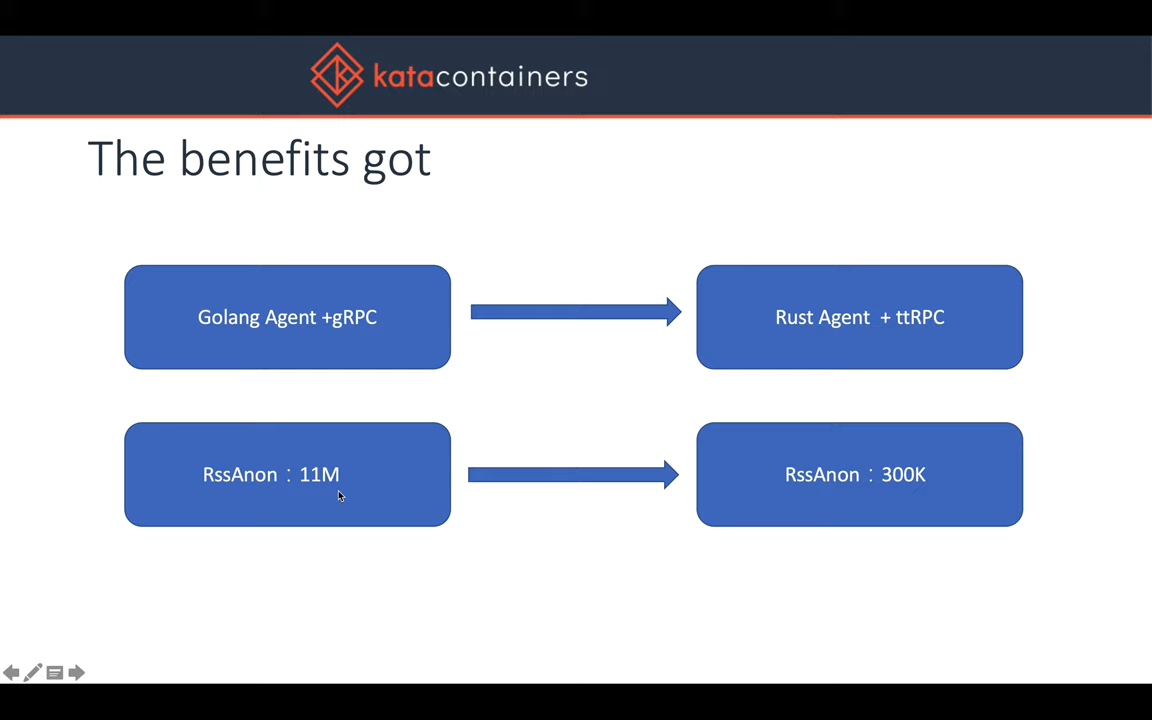 katacontainers
The benefits got
Golang Agent +gRPC
Rust Agent + ttRPC
RssAnon：11M
RssAnon：300K